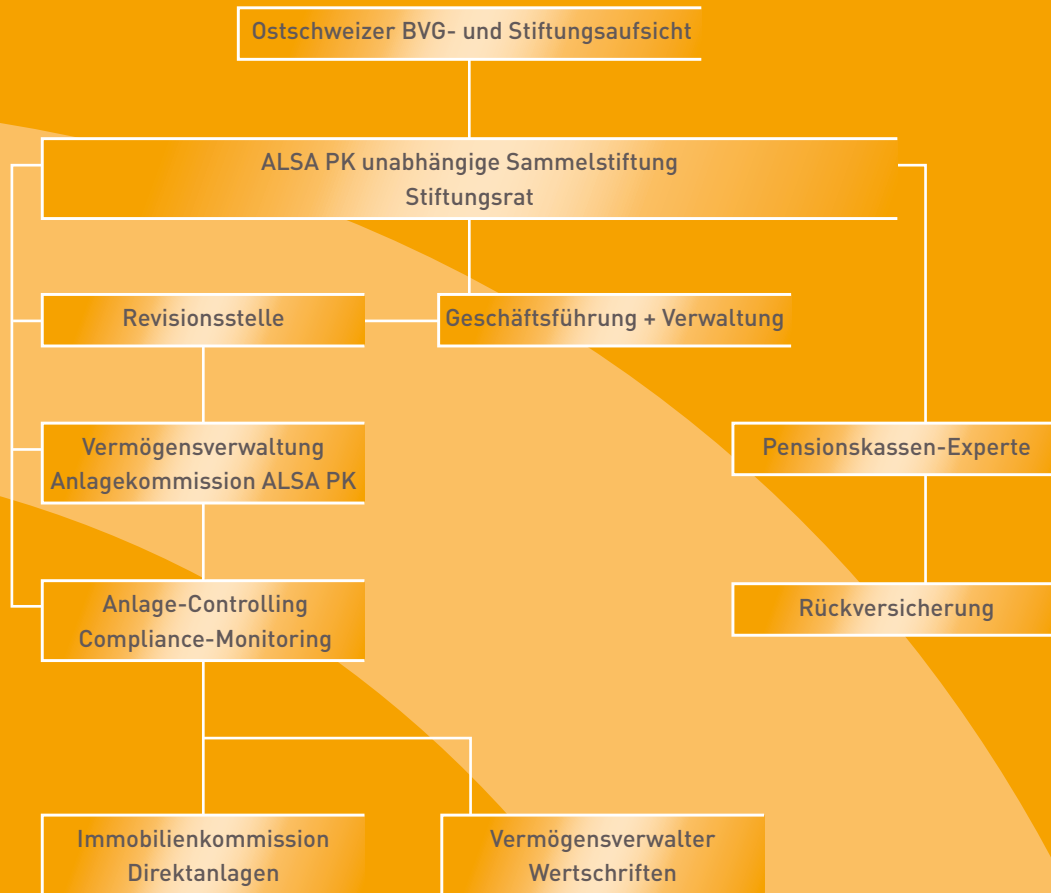 Ostschweizer BVG- und Stiftungsaufsicht
ALSA PK unabhängige Sammelstiftung
Stiftungsrat
Revisionsstelle
Geschäftsführung + Verwaltung
Vermögensverwaltung
Anlagekommission ALSA PK
Pensionskassen-Experte
Anlage-Controlling
Compliance-Monitoring
Rückversicherung
Immobilienkommission
Direktanlagen
Vermögensverwalter
Wertschriften